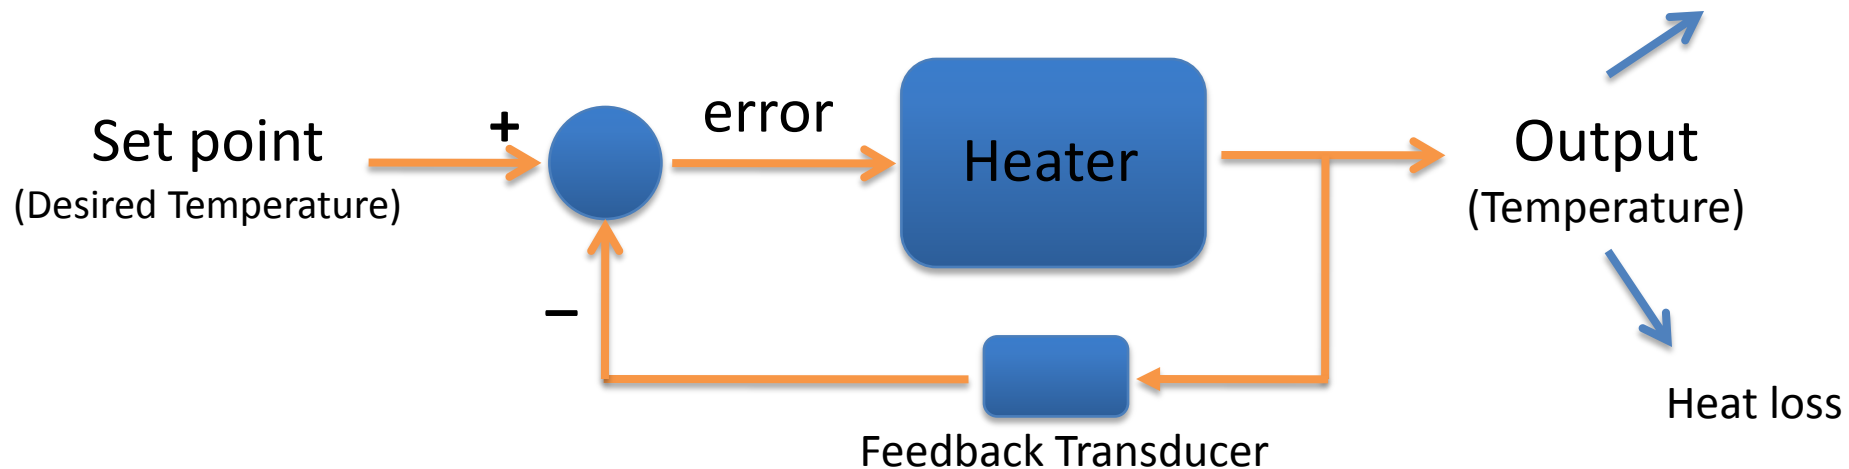 Set point
(Desired Temperature)
+
–
error
Heater
Feedback Transducer
Output
(Temperature)
Heat loss